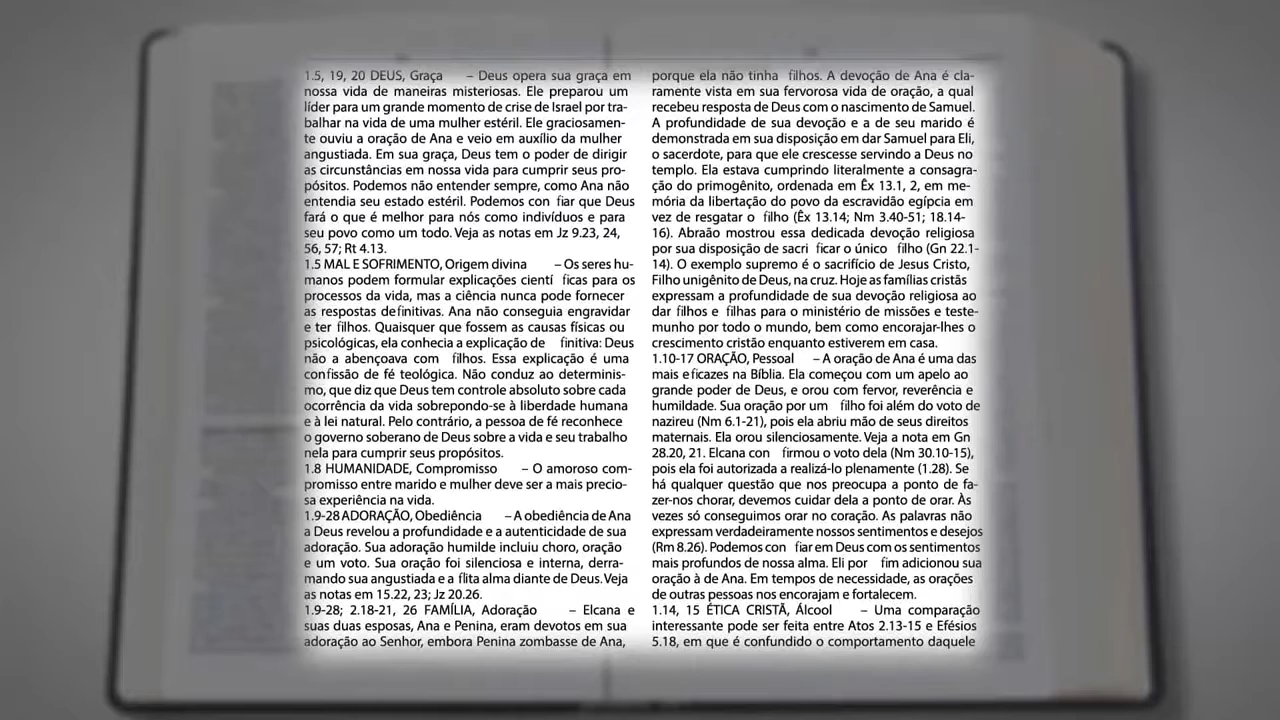 1.5, 19, 20 DEUS, Graça – Deus opera sua graça em
nossa vida de maneiras misteriosas. Ele preparou um
líder para um grande momento de crise de Israel por tra-
balhar na vida de uma mulher estéril. Ele graciosamen-
te ouviu a oração de Ana e veio em auxílio da mulher
angustiada. Em sua graça, Deus tem o poder de dirigir
as circunstâncias em nossa vida para cumprir seus pro-
pósitos. Podemos não entender sempre, como Ana não
entendia seu estado estéril. Podemos con fiar que Deus
fará o que é melhor para nós como indivíduos e para
seu povo como um todo. Veja as notas em Jz 9.23, 24,
56, 57; Rt 4.13.
1.5 MAL E SOFRIMENTO, Origem divina – Os seres hu-
manos podem formular explicações cientí ficas para os
processos da vida, mas a ciência nunca pode fornecer
as respostas definitivas. Ana não conseguia engravidar
e ter filhos. Quaisquer que fossem as causas físicas ou
psicológicas, ela conhecia a explicação de finitiva: Deus
não a abençoava com filhos. Essa explicação é uma
confissão de fé teológica. Não conduz ao determinis-
mo, que diz que Deus tem controle absoluto sobre cada
ocorrência da vida sobrepondo-se à liberdade humana
e à lei natural. Pelo contrário, a pessoa de fé reconhece
o governo soberano de Deus sobre a vida e seu trabalho
nela para cumprir seus propósitos.
1.8 HUMANIDADE, Compromisso – O amoroso com-
promisso entre marido e mulher deve ser a mais precio-
sa experiência na vida.
1.9-28 ADORAÇÃO, Obediência – A obediência de Ana
a Deus revelou a profundidade e a autenticidade de sua
adoração. Sua adoração humilde incluiu choro, oração
e um voto. Sua oração foi silenciosa e interna, derra-
mando sua angustiada e a flita alma diante de Deus. Veja
as notas em 15.22, 23; Jz 20.26.
1.9-28; 2.18-21, 26 FAMÍLIA, Adoração – Elcana e
suas duas esposas, Ana e Penina, eram devotos em sua
adoração ao Senhor, embora Penina zombasse de Ana,
porque ela não tinha filhos. A devoção de Ana é cla-
ramente vista em sua fervorosa vida de oração, a qual
recebeu resposta de Deus com o nascimento de Samuel.
A profundidade de sua devoção e a de seu marido é
demonstrada em sua disposição em dar Samuel para Eli,
o sacerdote, para que ele crescesse servindo a Deus no
templo. Ela estava cumprindo literalmente a consagra-
ção do primogênito, ordenada em Êx 13.1, 2, em me-
mória da libertação do povo da escravidão egípcia em
vez de resgatar o filho (Êx 13.14; Nm 3.40-51; 18.14-
16). Abraão mostrou essa dedicada devoção religiosa
por sua disposição de sacri ficar o único filho (Gn 22.1-
14). O exemplo supremo é o sacrifício de Jesus Cristo,
Filho unigênito de Deus, na cruz. Hoje as famílias cristãs
expressam a profundidade de sua devoção religiosa ao
dar filhos e filhas para o ministério de missões e teste-
munho por todo o mundo, bem como encorajar-lhes o
crescimento cristão enquanto estiverem em casa.
1.10-17 ORAÇÃO, Pessoal – A oração de Ana é uma das
mais eficazes na Bíblia. Ela começou com um apelo ao
grande poder de Deus, e orou com fervor, reverência e
humildade. Sua oração por um filho foi além do voto de
nazireu (Nm 6.1-21), pois ela abriu mão de seus direitos
maternais. Ela orou silenciosamente. Veja a nota em Gn
28.20, 21. Elcana con firmou o voto dela (Nm 30.10-15),
pois ela foi autorizada a realizá-lo plenamente (1.28). Se
há qualquer questão que nos preocupa a ponto de fa-
zer-nos chorar, devemos cuidar dela a ponto de orar. Às
vezes só conseguimos orar no coração. As palavras não
expressam verdadeiramente nossos sentimentos e desejos
(Rm 8.26). Podemos con fiar em Deus com os sentimentos
mais profundos de nossa alma. Eli por fim adicionou sua
oração à de Ana. Em tempos de necessidade, as orações
de outras pessoas nos encorajam e fortalecem.
1.14, 15 ÉTICA CRISTÃ, Álcool – Uma comparação
interessante pode ser feita entre Atos 2.13-15 e Efésios
5.18, em que é confundido o comportamento daquele